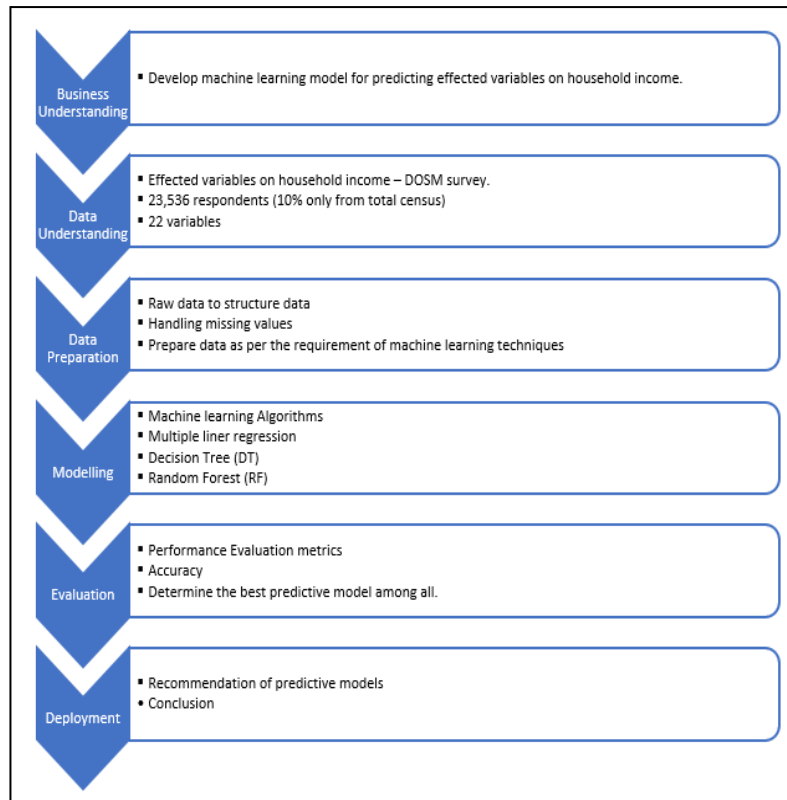 Business
Understanding
▪ Develop machine learning model for predicting effected variables on household income.
Data
Understanding
▪ Effected variables on household income – DOSM survey.
▪ 23,536 respondents (10% only from total census)
▪ 22 variables
Data
Preparation
▪ Raw data to structure data
▪ Handling missing values
▪ Prepare data as per the requirement of machine learning techniques
Modelling
▪ Machine learning Algorithms
▪ Multiple liner regression
▪ Decision Tree (DT)
▪ Random Forest (RF)
Evaluation
▪ Performance Evaluation metrics
▪ Accuracy
▪ Determine the best predictive model among all.
Deployment
▪ Recommendation of predictive models
• Conclusion